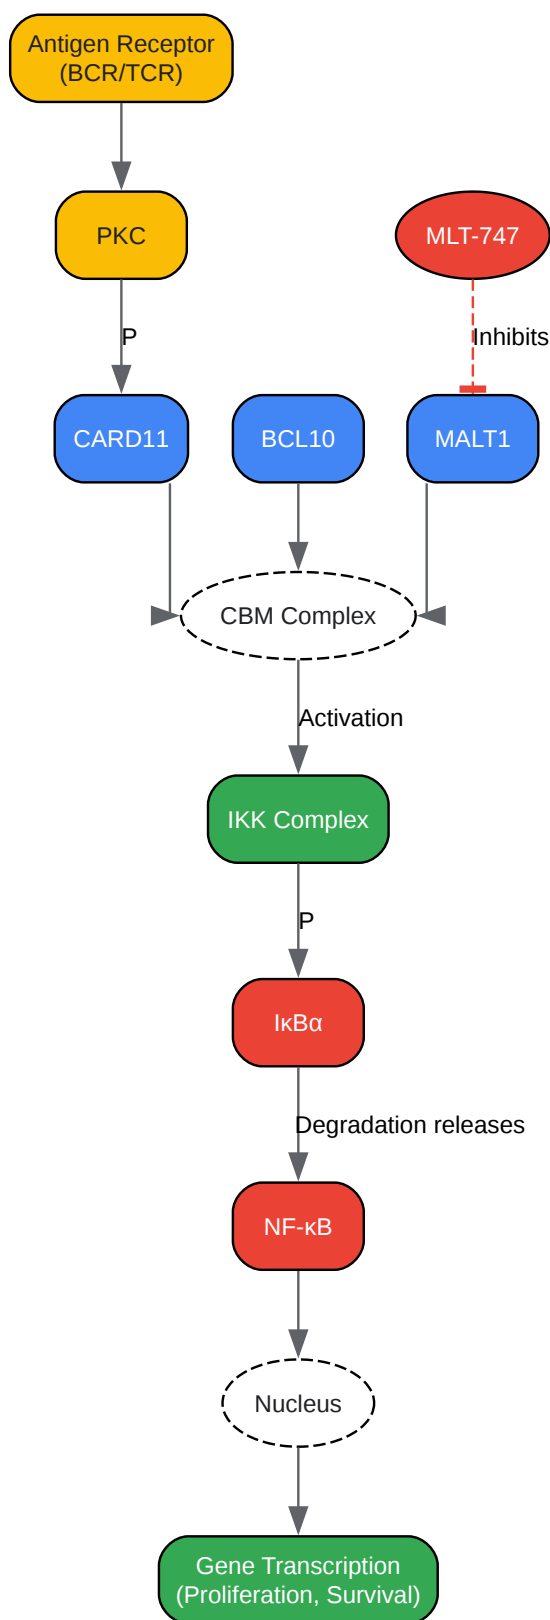 Antigen Receptor
(BCR/TCR)
PKC
MLT-747
P
Inhibits
CARD11
BCL10
MALT1
CBM Complex
Activation
IKK Complex
P
IκBα
Degradation releases
NF-κB
Nucleus
Gene Transcription
(Proliferation, Survival)